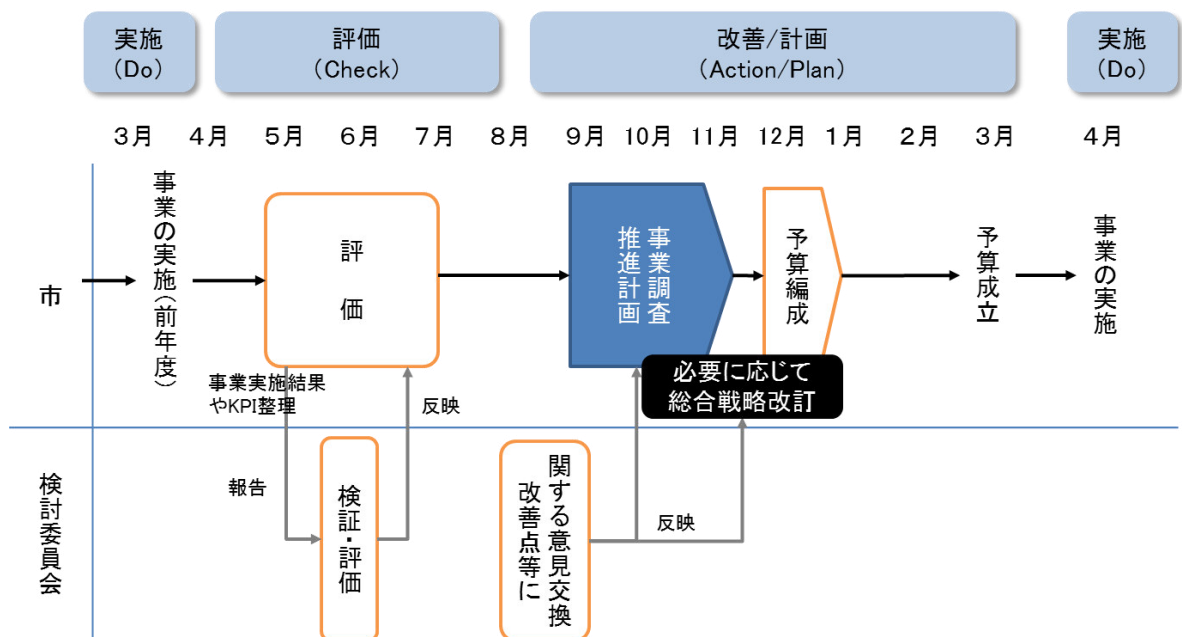 実施
(Do)
評価
(Check)
改善/計画
(Action/Plan)
実施
(Do)
3月
4月
5月
6月
7月
8月
9月
10月
11月
12月
1月
2月
3月
4月
市
事業の実施(前年度)
評価
事業調査
推進計画
予算編成
予算成立
事業の実施
必要に応じて
総合戦略改訂
事業実施結果
やKPI整理
反映
検討委員会
報告
検証・評価
改善点等に
関する意見交換
反映